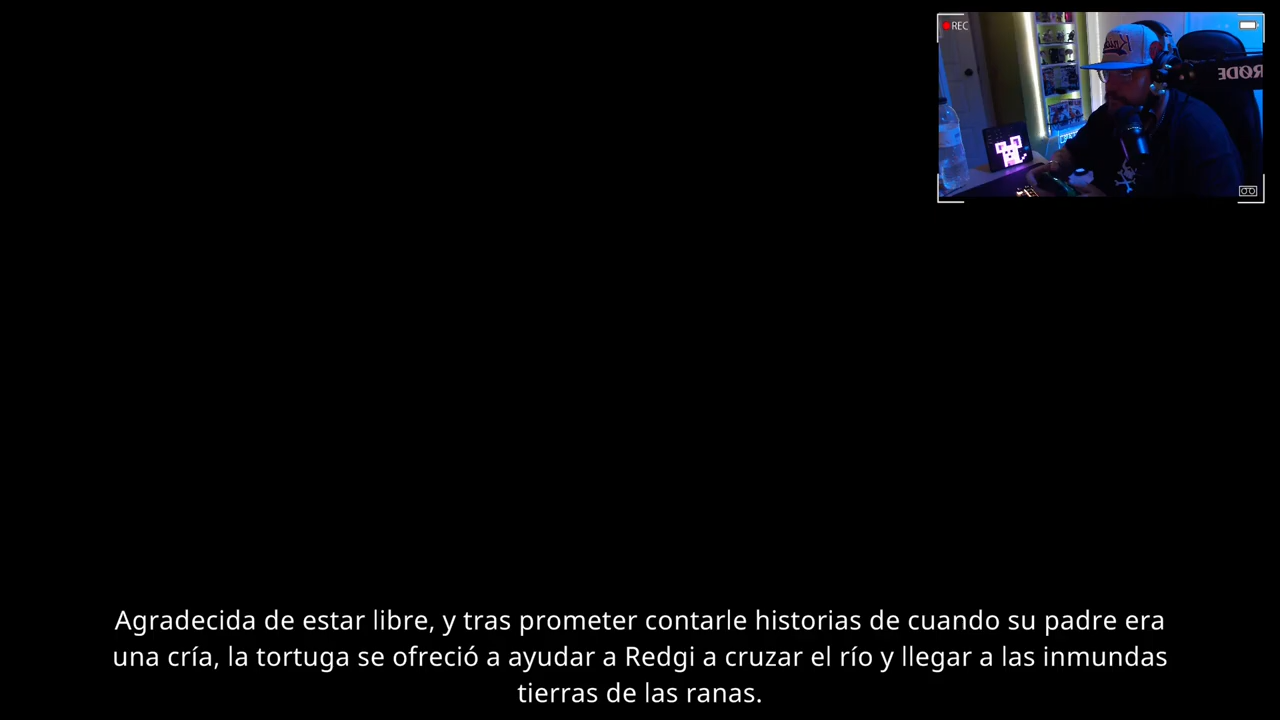 REC
RØDE
Agradecida de estar libre, y tras prometer contarle historias de cuando su padre era
una cría, la tortuga se ofreció a ayudar a Redgi a cruzar el río y llegar a las inmundas
tierras de las ranas.